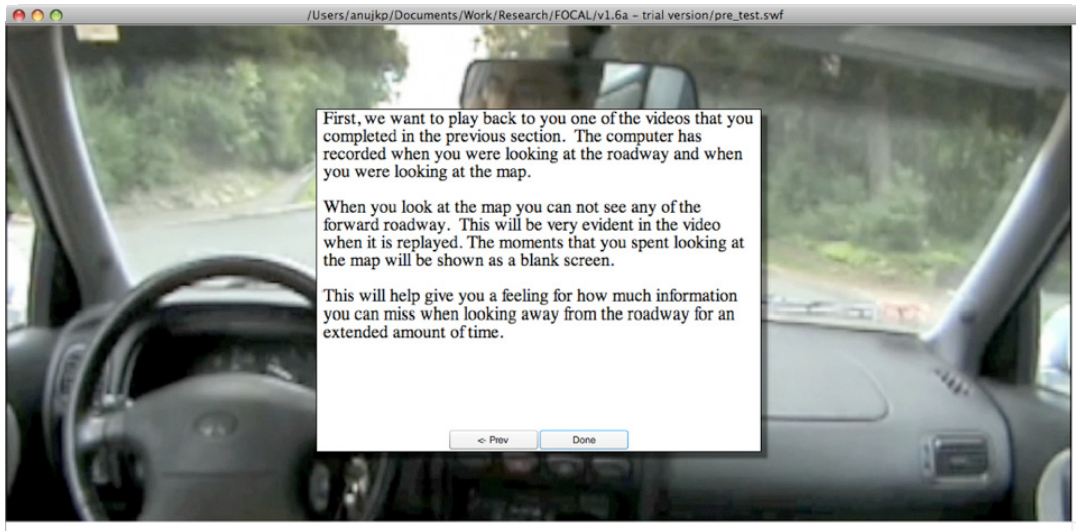 /Users/anujkp/Documents/Work/Research/FOCAL/v1.6a – trial version/pre_test.swf
First, we want to play back to you one of the videos that you
completed in the previous section. The computer has
recorded when you were looking at the roadway and when
you were looking at the map.
When you look at the map you can not see any of the
forward roadway. This will be very evident in the video
when it is replayed. The moments that you spent looking at
the map will be shown as a blank screen.
This will help give you a feeling for how much information
you can miss when looking away from the roadway for an
extended amount of time.
<- Prev
Done